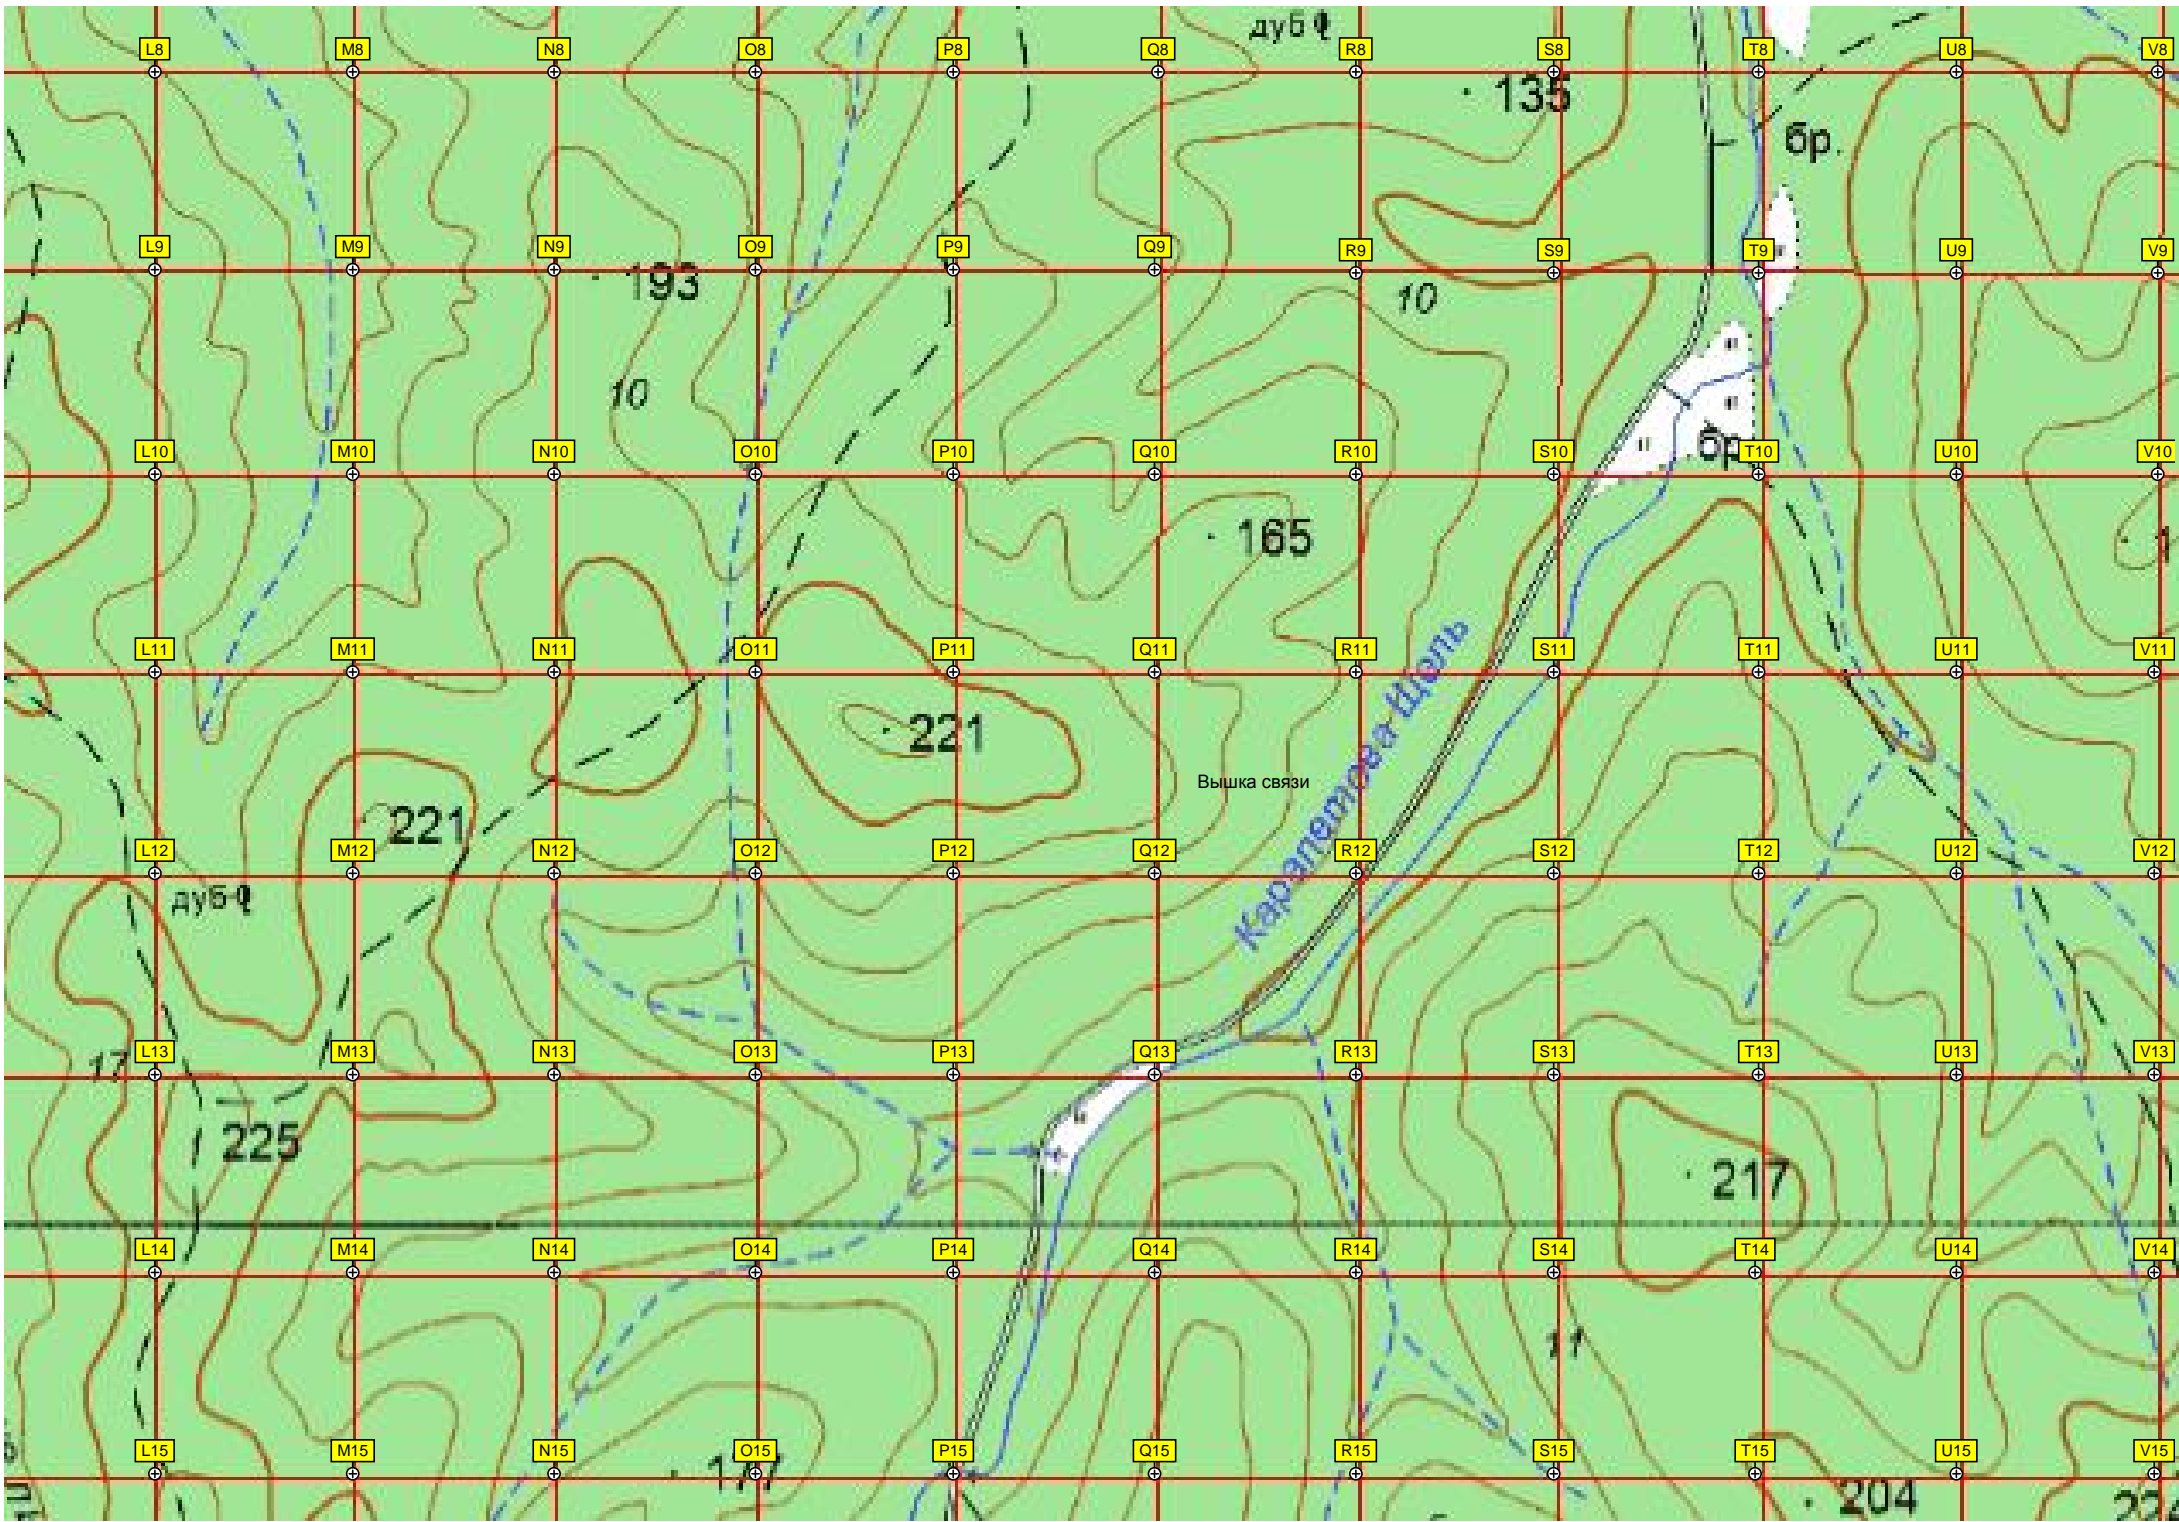 дуб
L8 M8 N8 O8 P8 Q8 R8 S8 T8 U8 V8
135
бр.
L9 M9 N9 O9 P9 Q9 R9 S9 T9 U9 V9
193
10
10
L10 M10 N10 O10 P10 Q10 R10 S10 бр. T10 U10 V10
165
L11 M11 N11 O11 P11 Q11 R11 S11 T11 U11 V11
221
Вышка связи
Карапетова Щель
221
L12 M12 N12 O12 P12 Q12 R12 S12 T12 U12 V12
дуб
L13 M13 N13 O13 P13 Q13 R13 S13 T13 U13 V13
17
225
217
L14 M14 N14 O14 P14 Q14 R14 S14 T14 U14 V14
11
L15 M15 N15 O15 P15 Q15 R15 S15 T15 U15 V15
177
204